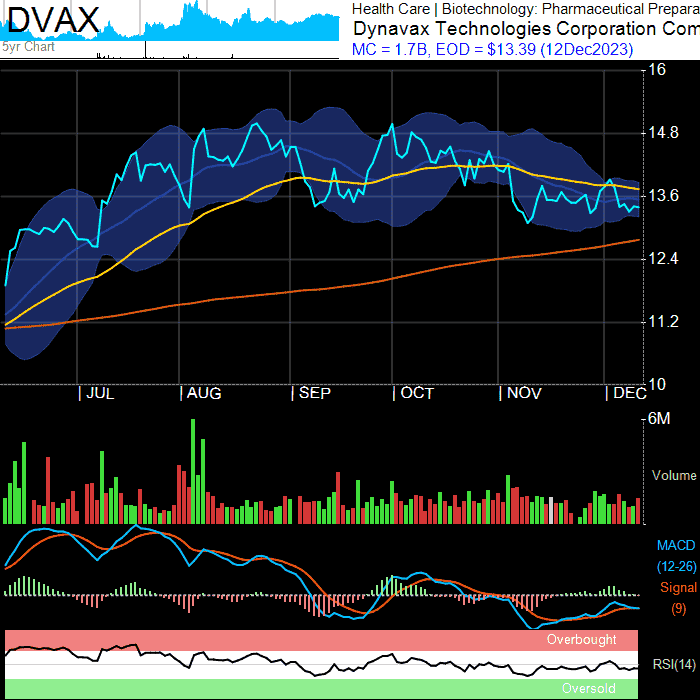 DVAX
5yr Chart
Health Care | Biotechnology: Pharmaceutical Prepara
Dynavax Technologies Corporation Com
MC = 1.7B, EOD = $13.39 (12Dec2023)
16
14.8
13.6
12.4
11.2
10
JUL AUG SEP OCT NOV DEC
6M
Volume
MACD
(12-26)
Signal
(9)
Overbought
RSI(14)
Oversold